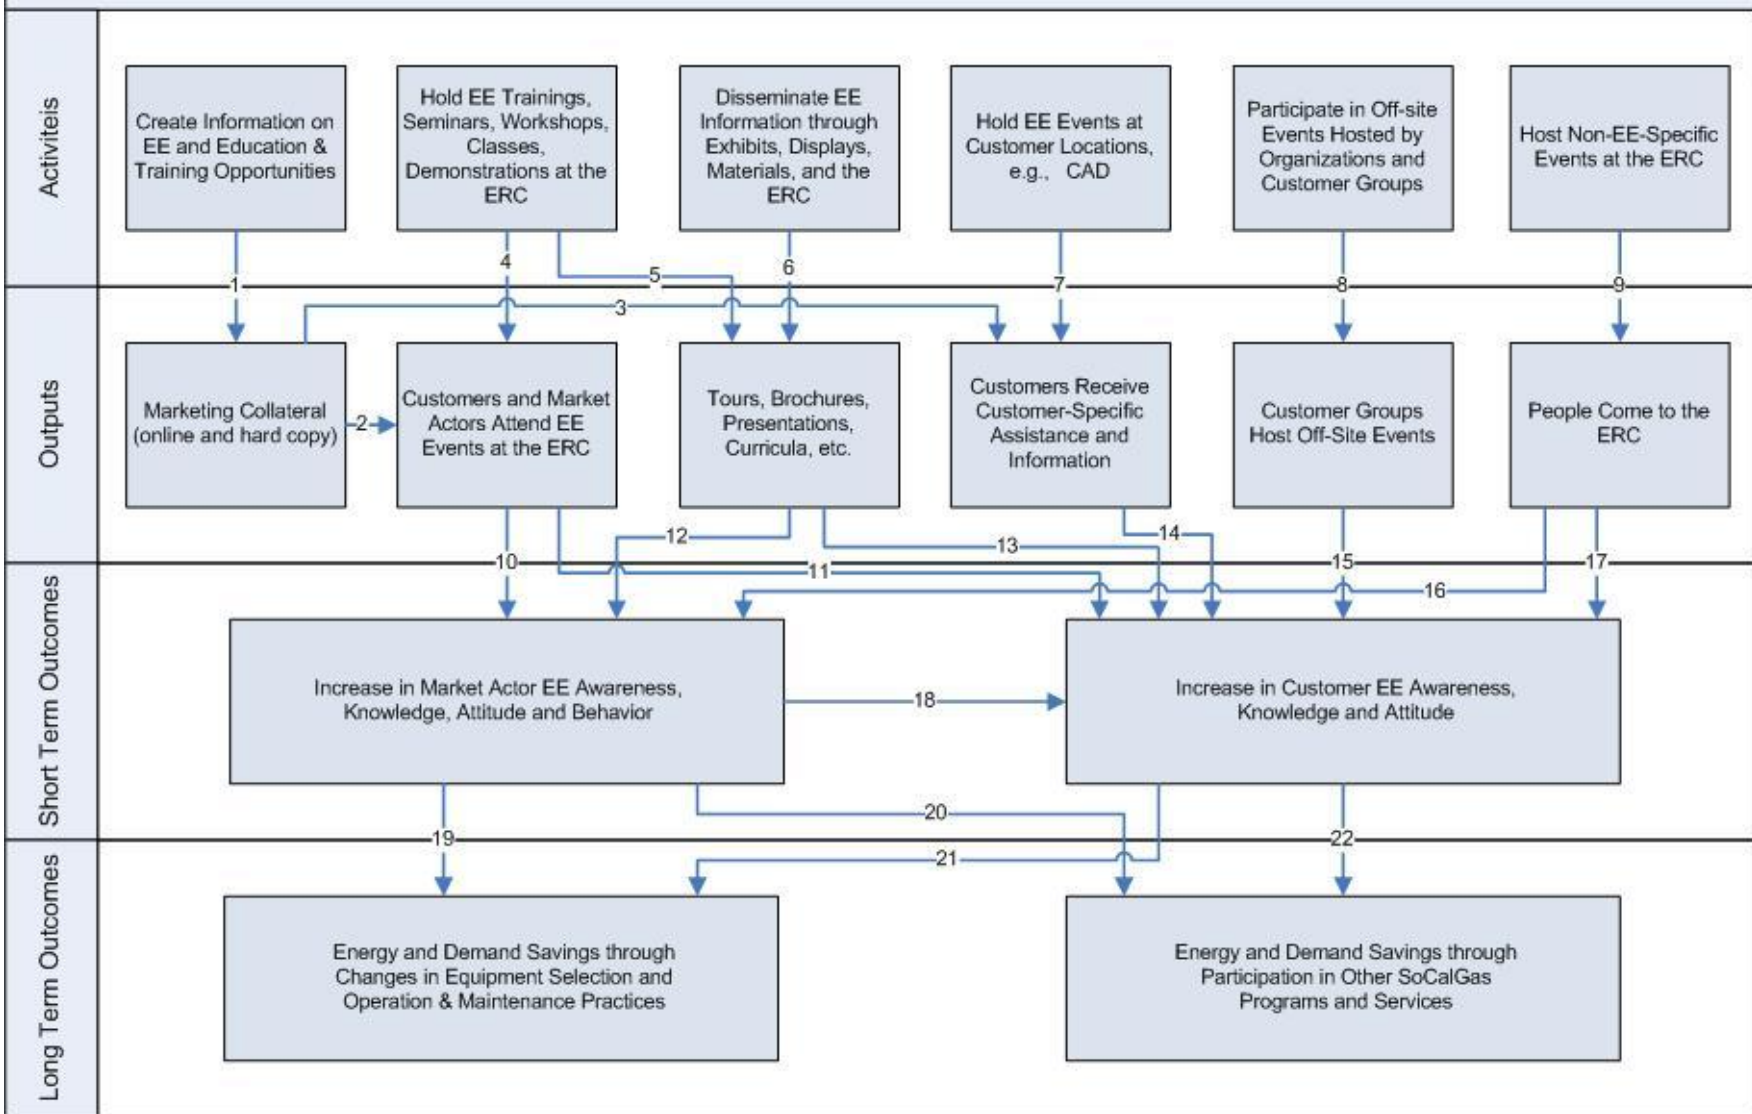 Activiteis
Create Information on
EE and Education &
Training Opportunities
Hold EE Trainings,
Seminars, Workshops,
Classes,
Demonstrations at the
ERC
Disseminate EE
Information through
Exhibits, Displays,
Materials, and the
ERC
Hold EE Events at
Customer Locations,
e.g., CAD
Participate in Off-site
Events Hosted by
Organizations and
Customer Groups
Host Non-EE-Specific
Events at the ERC
1
4
5
6
7
8
9
3
Outputs
Marketing Collateral
(online and hard copy)
2
Customers and Market
Actors Attend EE
Events at the ERC
Tours, Brochures,
Presentations,
Curricula, etc.
Customers Receive
Customer-Specific
Assistance and
Information
Customer Groups
Host Off-Site Events
People Come to the
ERC
10
12
11
13
14
15
16
17
Short Term Outcomes
Increase in Market Actor EE Awareness,
Knowledge, Attitude and Behavior
18
Increase in Customer EE Awareness,
Knowledge and Attitude
19
20
21
22
Long Term Outcomes
Energy and Demand Savings through
Changes in Equipment Selection and
Operation & Maintenance Practices
Energy and Demand Savings through
Participation in Other SoCalGas
Programs and Services